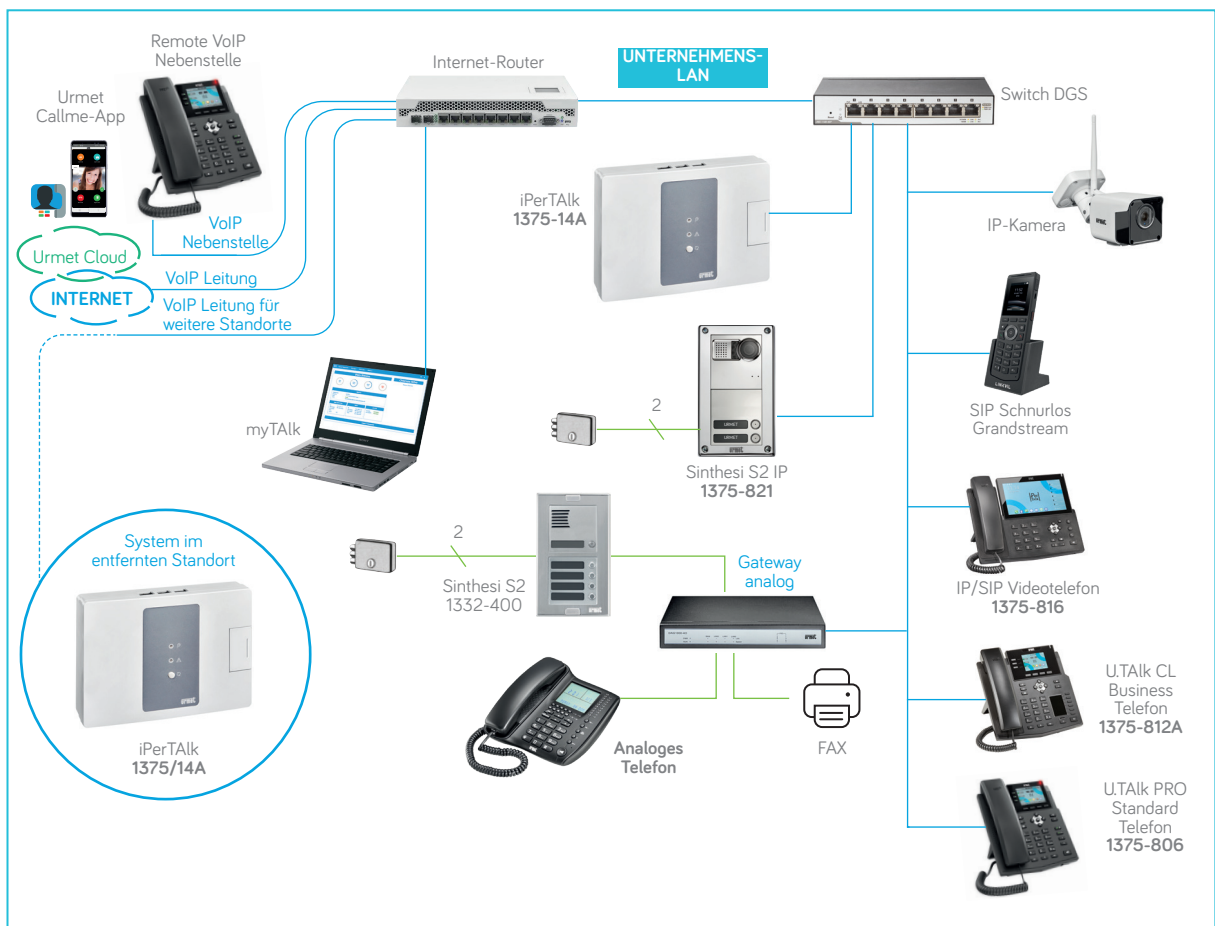 Remote VoIP
Nebenstelle
Internet-Router
UNTERNEHMENS-
LAN
Switch DGS
Urmet
Callme-App
iPerTAlk
1375-14A
IP-Kamera
VoIP
Nebenstelle
Urmet Cloud
INTERNET
VoIP Leitung
VoIP Leitung für
weitere Standorte
SIP Schnurlos
Grandstream
myTAlk
2
URMET
URMET
Sinthesi S2 IP
1375-821
System im
entfernten Standort
2
Sinthesi S2
1332-400
Gateway
analog
IP/SIP Videotelefon
1375-816
iPerTAlk
1375/14A
Analoges
Telefon
FAX
U.TAlk CL
Business
Telefon
1375-812A
U.TAlk PRO
Standard
Telefon
1375-806